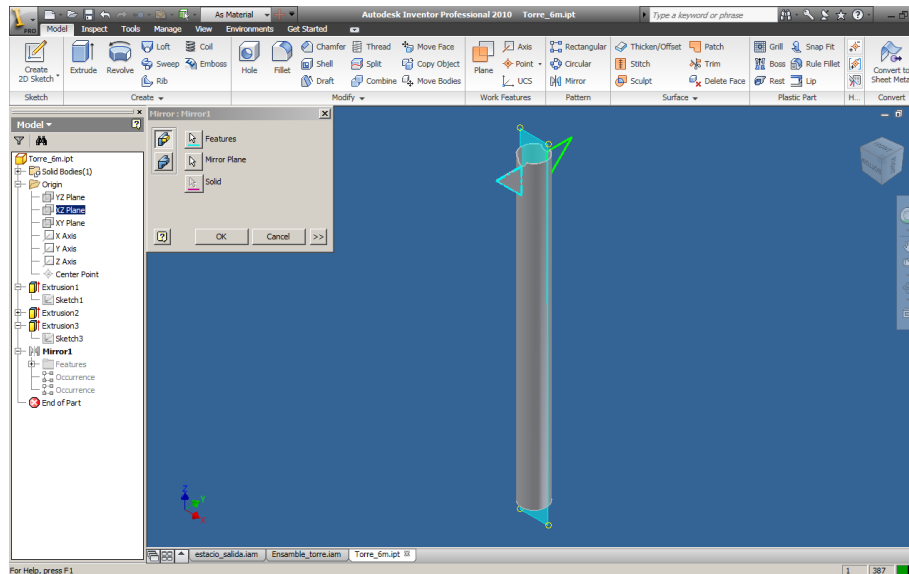 As Material
Autodesk Inventor Professional 2010 Torre_6m.ipt
Type a keyword or phrase
PRO
Model Inspect Tools Manage View Environments Get Started
Create 2D Sketch
Extrude
Revolve
Loft
Coil
Sweep
Emboss
Rib
Hole
Fillet
Chamfer
Thread
Move Face
Shell
Split
Copy Object
Draft
Combine
Move Bodies
Plane
Axis
Point
UCS
Rectangular
Circular
Mirror
Thicken/Offset
Patch
Stitch
Trim
Sculpt
Delete Face
Grill
Snap Fit
Boss
Rule Fillet
Rest
Lip
Convert to
Sheet Meta
Sketch
Create
Modify
Work Features
Pattern
Surface
Plastic Part
H...
Convert
Model
Torre_6m.ipt
Solid Bodies(1)
Origin
YZ Plane
XZ Plane
XY Plane
X Axis
Y Axis
Z Axis
Center Point
Extrusion1
Sketch1
Extrusion2
Extrusion3
Sketch3
Mirror1
Features
Occurrence
Occurrence
End of Part
Mirror : Mirror1
Features
Mirror Plane
Solid
OK
Cancel
>>
Z
Y
X
estacio_salida.iam
Ensamble_torre.iam
Torre_6m.ipt
For Help, press F1
1
387